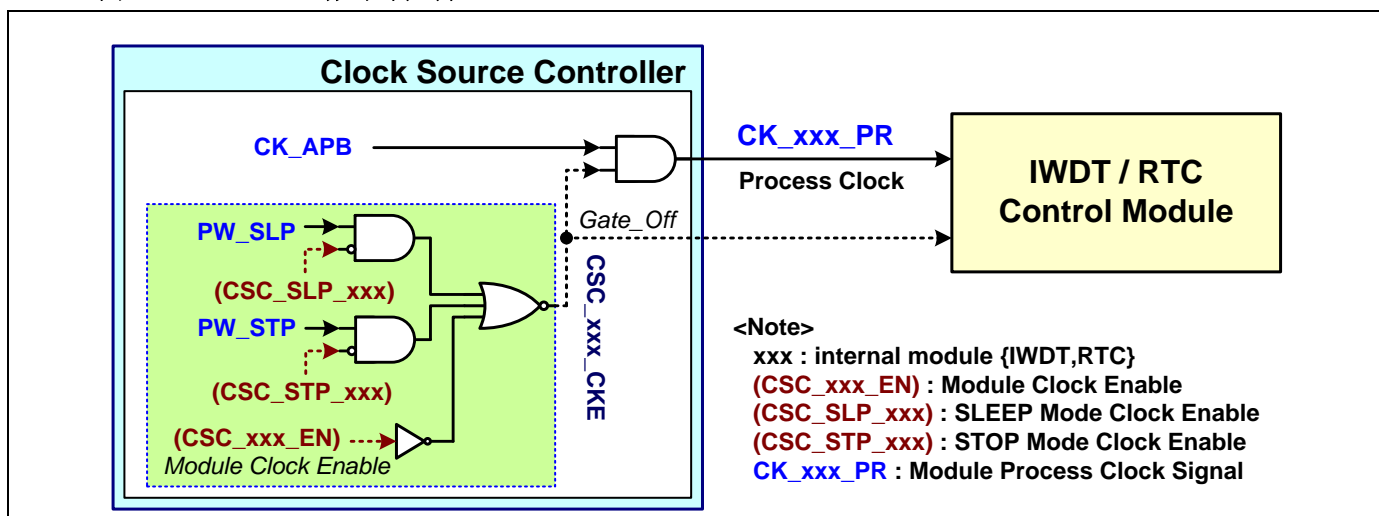 Clock Source Controller
CK_APB
CK_xxx_PR
Process Clock
IWDT / RTC
Control Module
PW_SLP
(CSC_SLP_xxx)
PW_STP
(CSC_STP_xxx)
(CSC_xxx_EN)
Module Clock Enable
Gate_Off
CSC_xxx_CKE
<Note>
xxx : internal module {IWDT,RTC}
(CSC_xxx_EN) : Module Clock Enable
(CSC_SLP_xxx) : SLEEP Mode Clock Enable
(CSC_STP_xxx) : STOP Mode Clock Enable
CK_xxx_PR : Module Process Clock Signal